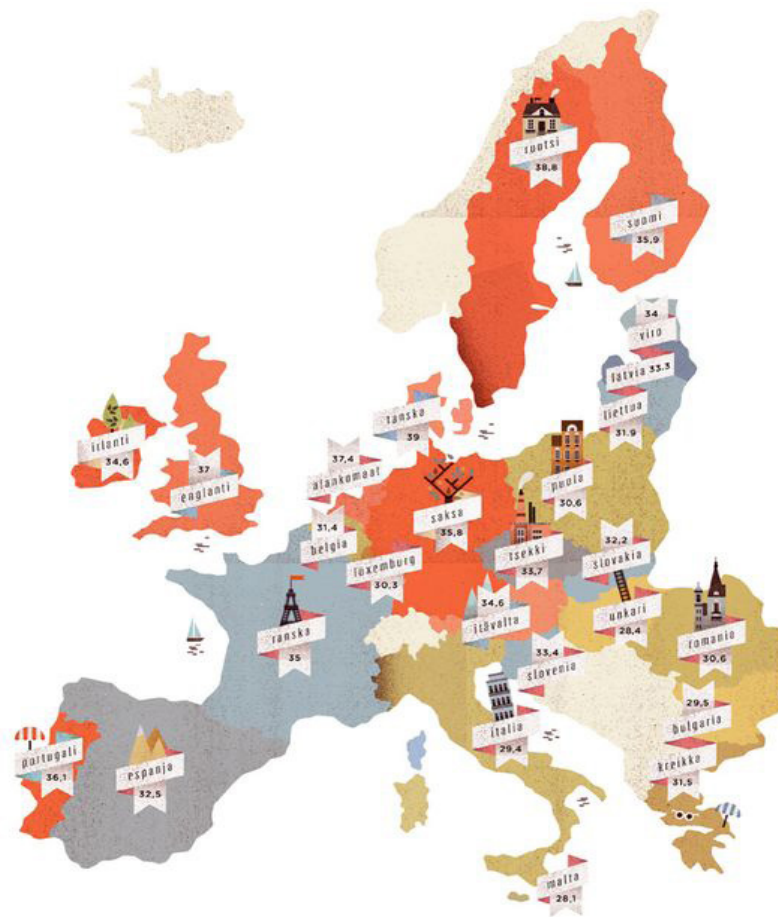 rootsi
38,8
suomi
35,9
34
viro
latvia 33.3
liettua
31.9
tanska
39
irlanti
34,6
37
englanti
37,4
alankomaat
saksa
35,8
puola
30,6
31,4
belgia
luxemburg
30,3
tsekki
33,7
32,2
slovakia
ranska
35
34,6
itävalta
unkari
28,4
romania
30,6
33,4
slovenia
portugali
36,1
espanja
32,5
italia
29,4
29,5
bulgaria
kreikka
31,5
malta
28,1